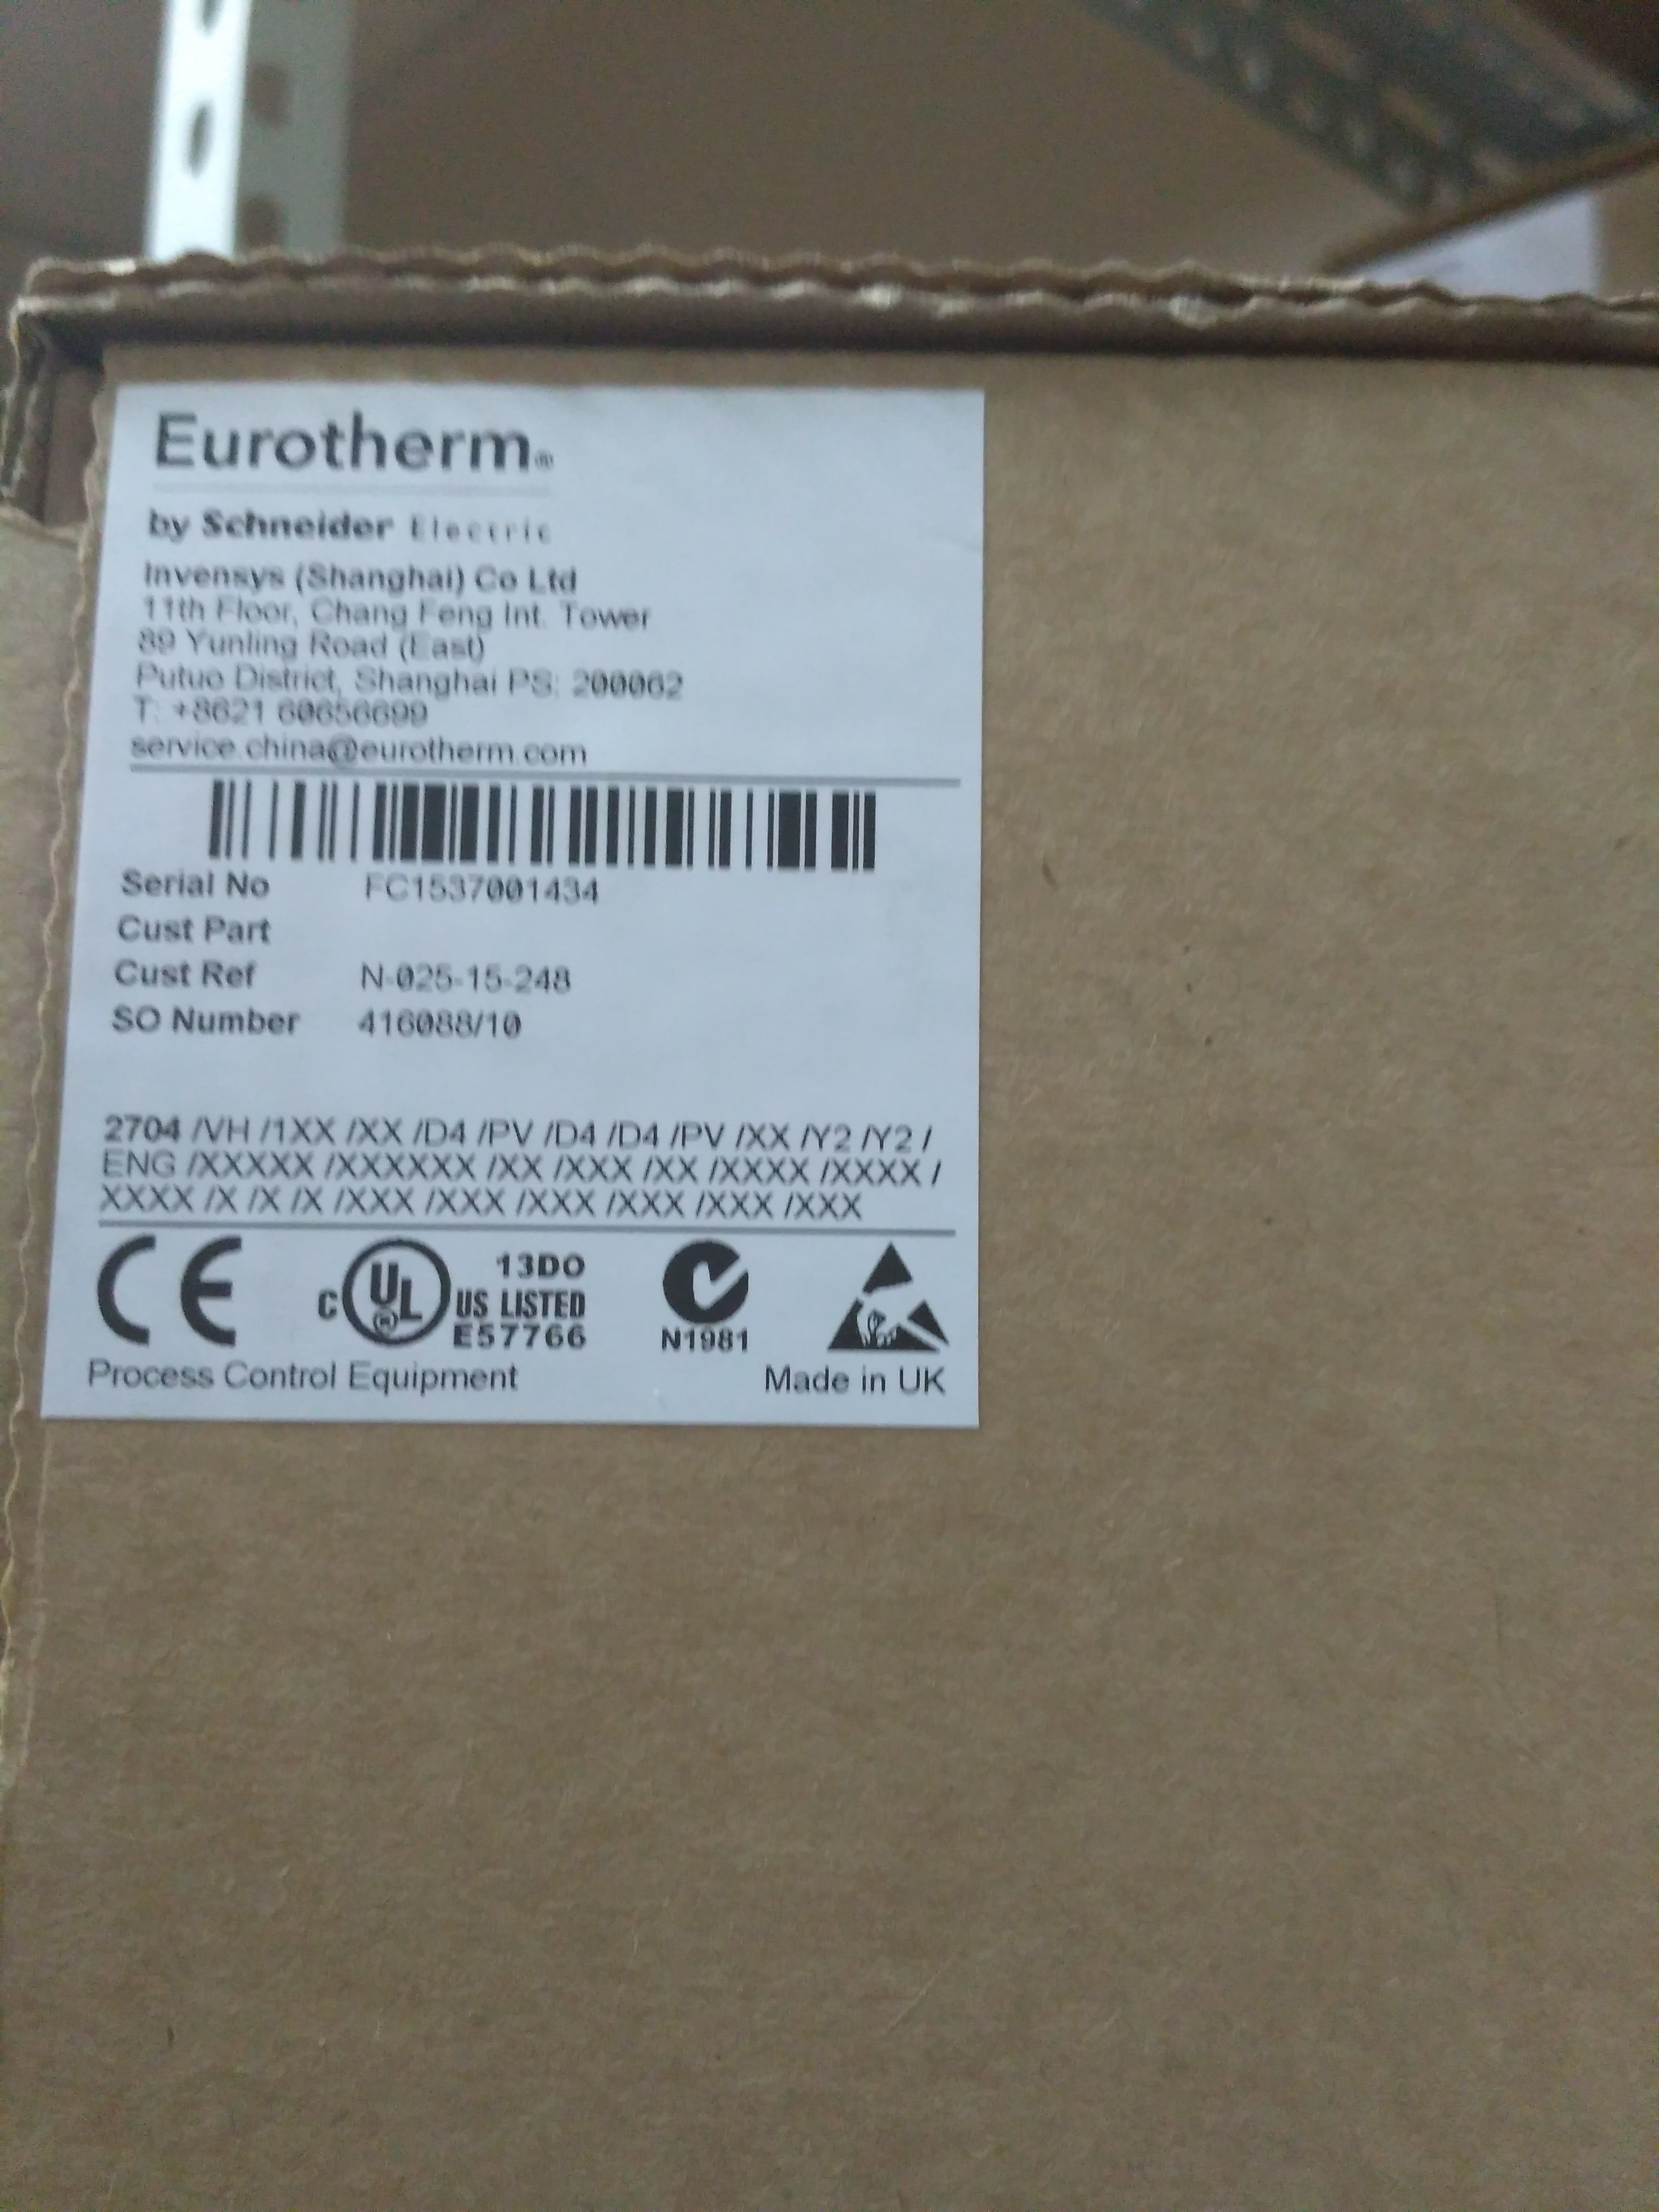 Eurotherm®
by Schneider Electric
Invensys (Shanghai) Co Ltd
11th Floor, Chang Feng Int. Tower
89 Yunling Road (East)
Putuo District, Shanghai PS: 200062
T: +8621 60656699
service.china@eurotherm.com
Serial No FC1537001434
Cust Part
Cust Ref N-025-15-248
SO Number 416088/10
2704 /VH /1XX /XX /D4 /PV /D4 /D4 /PV /XX /Y2 /Y2 /
ENG /XXXXX /XXXXXX /XX /XXX /XX /XXXX /XXXX /
XXXX /X /X /X /XXX /XXX /XXX /XXX /XXX /XXX
CE C UL® US LISTED 13DO E57766 N1981
Process Control Equipment Made in UK